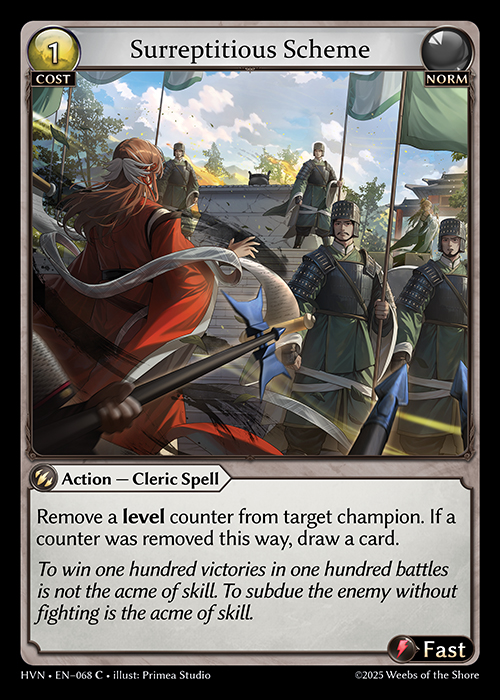 1
Surreptitious Scheme
COST
NORM
Action — Cleric Spell
Remove a level counter from target champion. If a
counter was removed this way, draw a card.
To win one hundred victories in one hundred battles
is not the acme of skill. To subdue the enemy without
fighting is the acme of skill.
Fast
HVN • EN-068 C • illust: Primea Studio
©2025 Weebs of the Shore